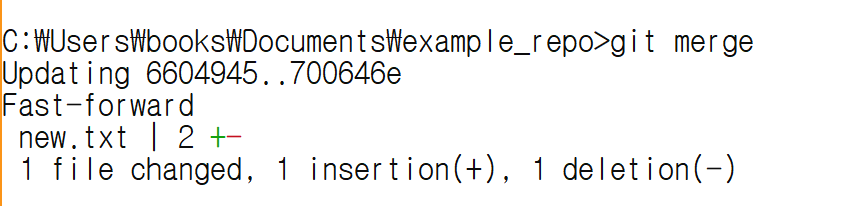 C:₩Users₩books₩Documents₩example_repo>git merge
Updating 6604945..700646e
Fast-forward
 new.txt | 2 +-
 1 file changed, 1 insertion(+), 1 deletion(-)